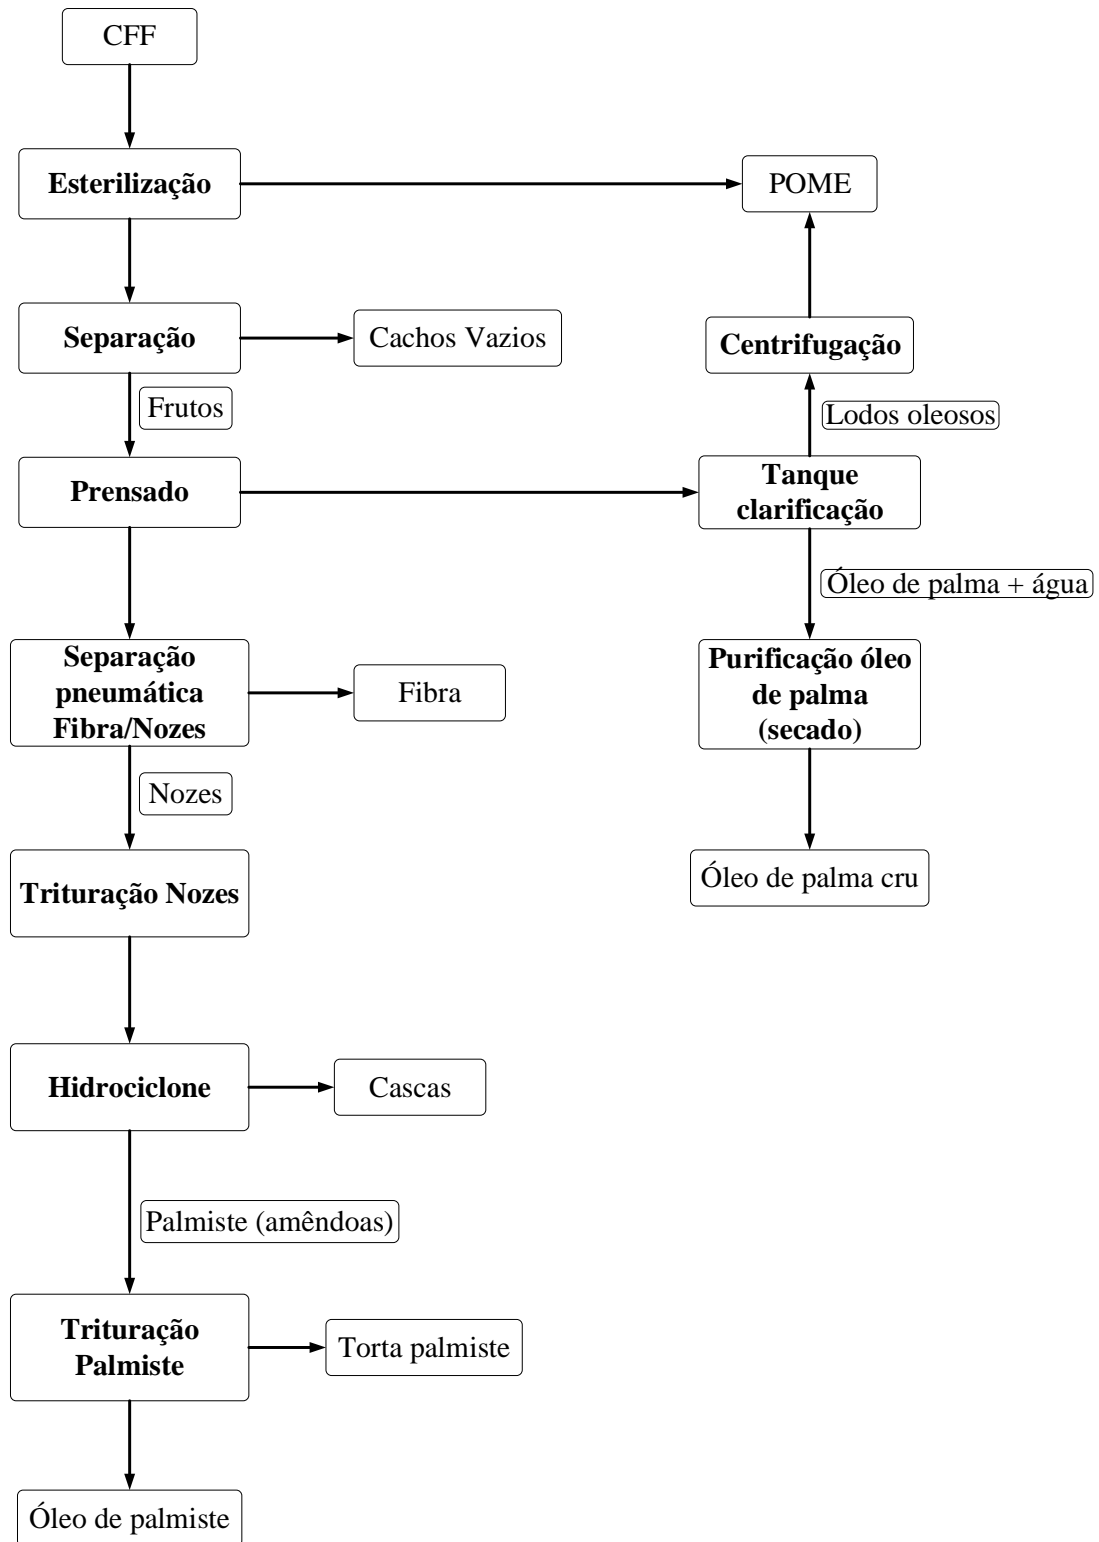 CFF
Esterilização
POME
Separação
Cachos Vazios
Centrifugação
Frutos
Lodos oleosos
Prensado
Tanque
clarificação
Óleo de palma + água
Separação
pneumática
Fibra/Nozes
Fibra
Purificação óleo
de palma
(secado)
Nozes
Trituração Nozes
Óleo de palma cru
Hidrociclone
Cascas
Palmiste (amêndoas)
Trituração
Palmiste
Torta palmiste
Óleo de palmiste